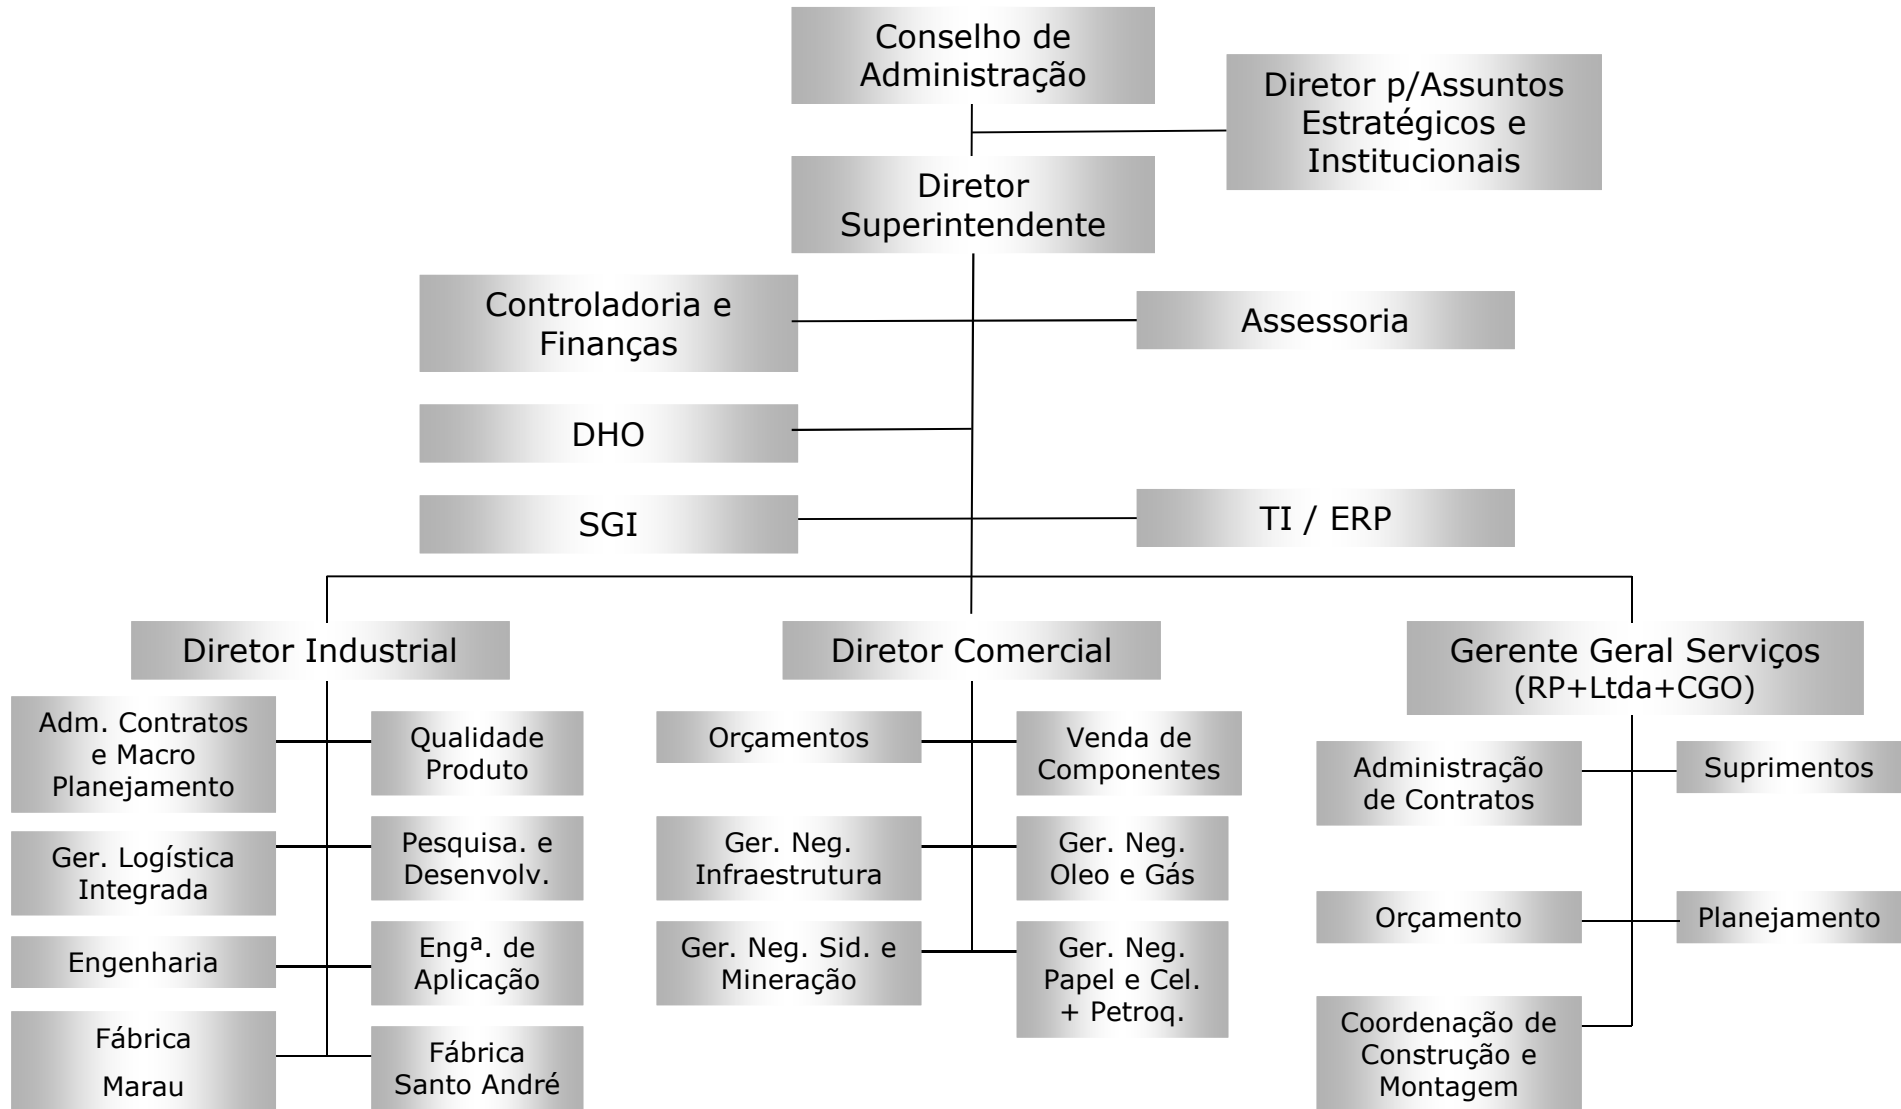 Conselho de
Administração
Diretor p/Assuntos
Estratégicos e
Institucionais
Diretor
Superintendente
Controladoria e
Finanças
Assessoria
DHO
SGI
TI / ERP
Diretor Industrial
Adm. Contratos
e Macro
Planejamento
Qualidade
Produto
Ger. Logística
Integrada
Pesquisa. e
Desenvolv.
Engenharia
Engª. de
Aplicação
Fábrica
Marau
Fábrica
Santo André
Diretor Comercial
Orçamentos
Venda de
Componentes
Ger. Neg.
Infraestrutura
Ger. Neg.
Oleo e Gás
Ger. Neg. Sid. e
Mineração
Ger. Neg.
Papel e Cel.
+ Petroq.
Gerente Geral Serviços
(RP+Ltda+CGO)
Administração
de Contratos
Suprimentos
Orçamento
Planejamento
Coordenação de
Construção e
Montagem